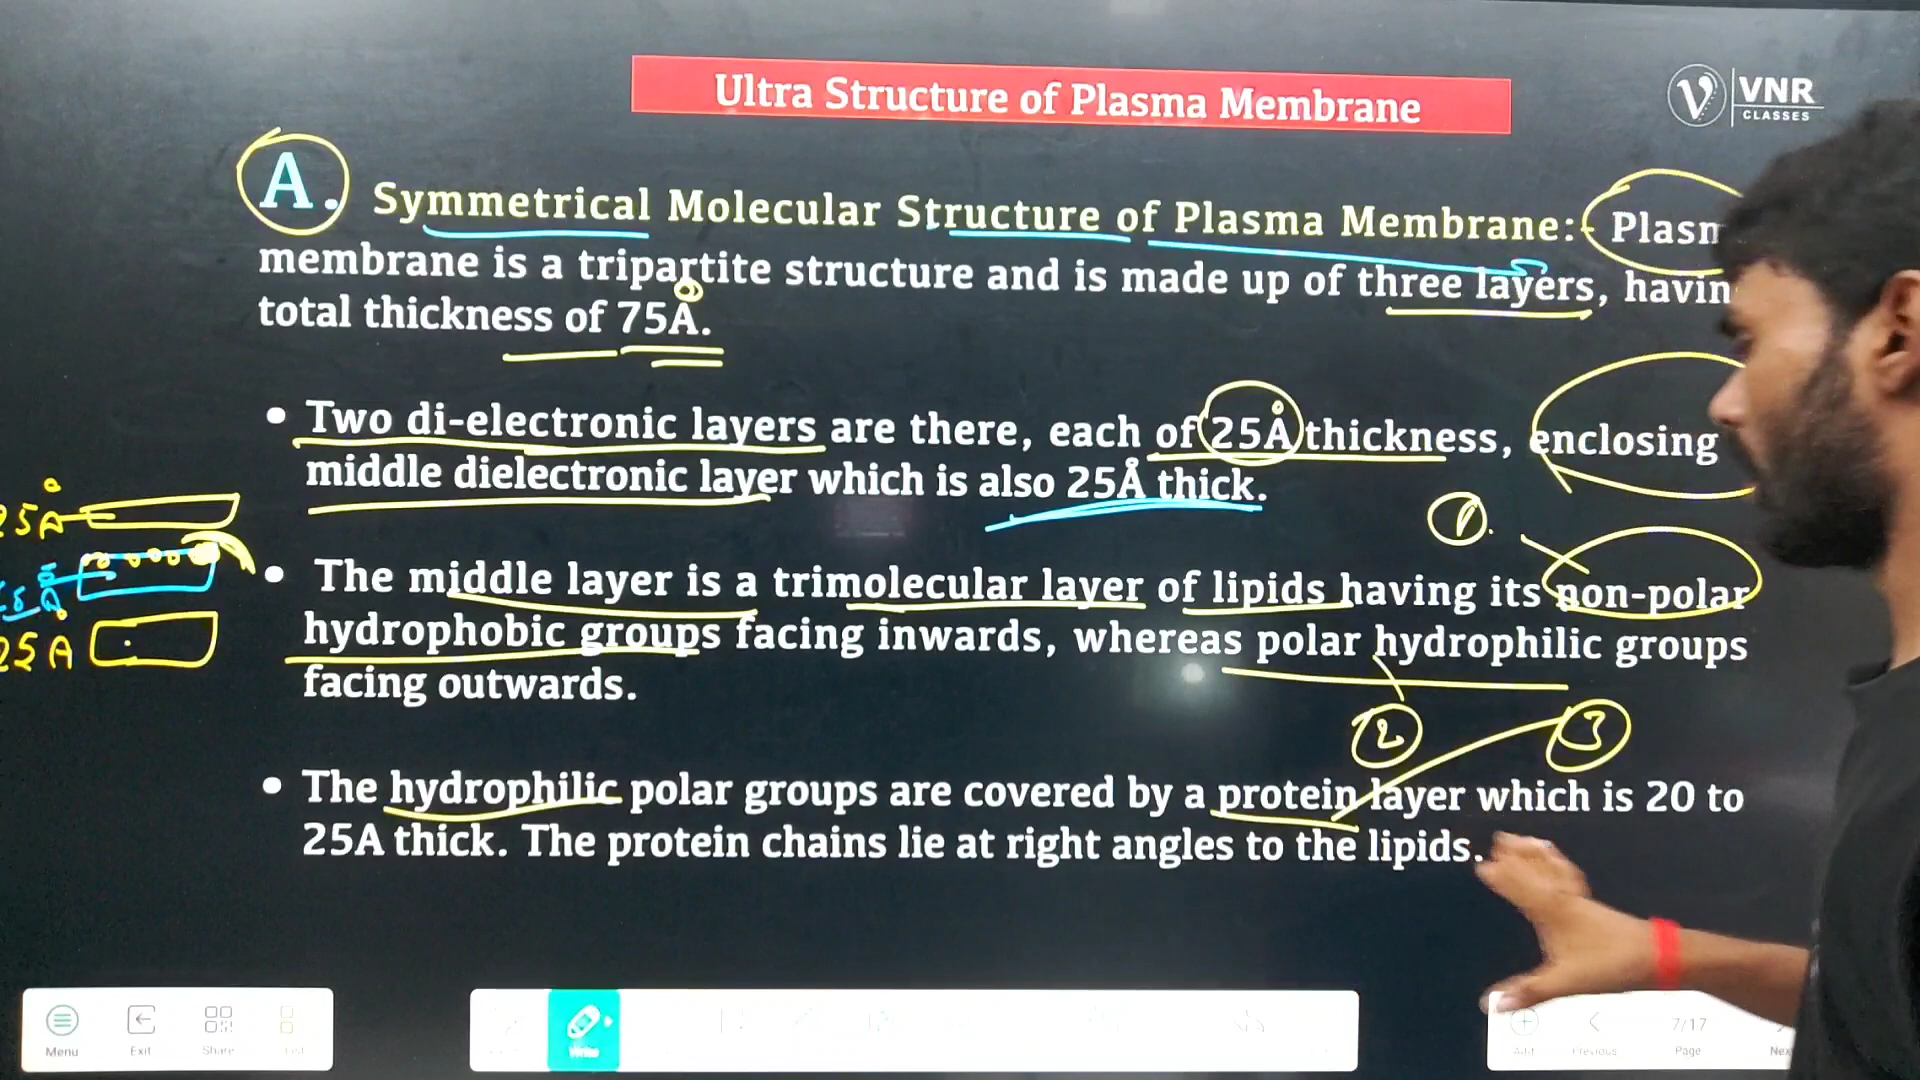 Ultra Structure of Plasma Membrane
VNR
CLASSES
A. Symmetrical Molecular Structure of Plasma Membrane:- Plasm
membrane is a tripartite structure and is made up of three layers, havin
total thickness of 75Å.
• Two di-electronic layers are there, each of 25Å thickness, enclosing
middle dielectronic layer which is also 25Å thick.
25Å
1.
• The middle layer is a trimolecular layer of lipids having its non-polar
hydrophobic groups facing inwards, whereas polar hydrophilic groups
25A
facing outwards.
2
3
• The hydrophilic polar groups are covered by a protein layer which is 20 to
25A thick. The protein chains lie at right angles to the lipids.
Menu
Exit
Share
Write
Add
Previous
7/17
Page
Nex